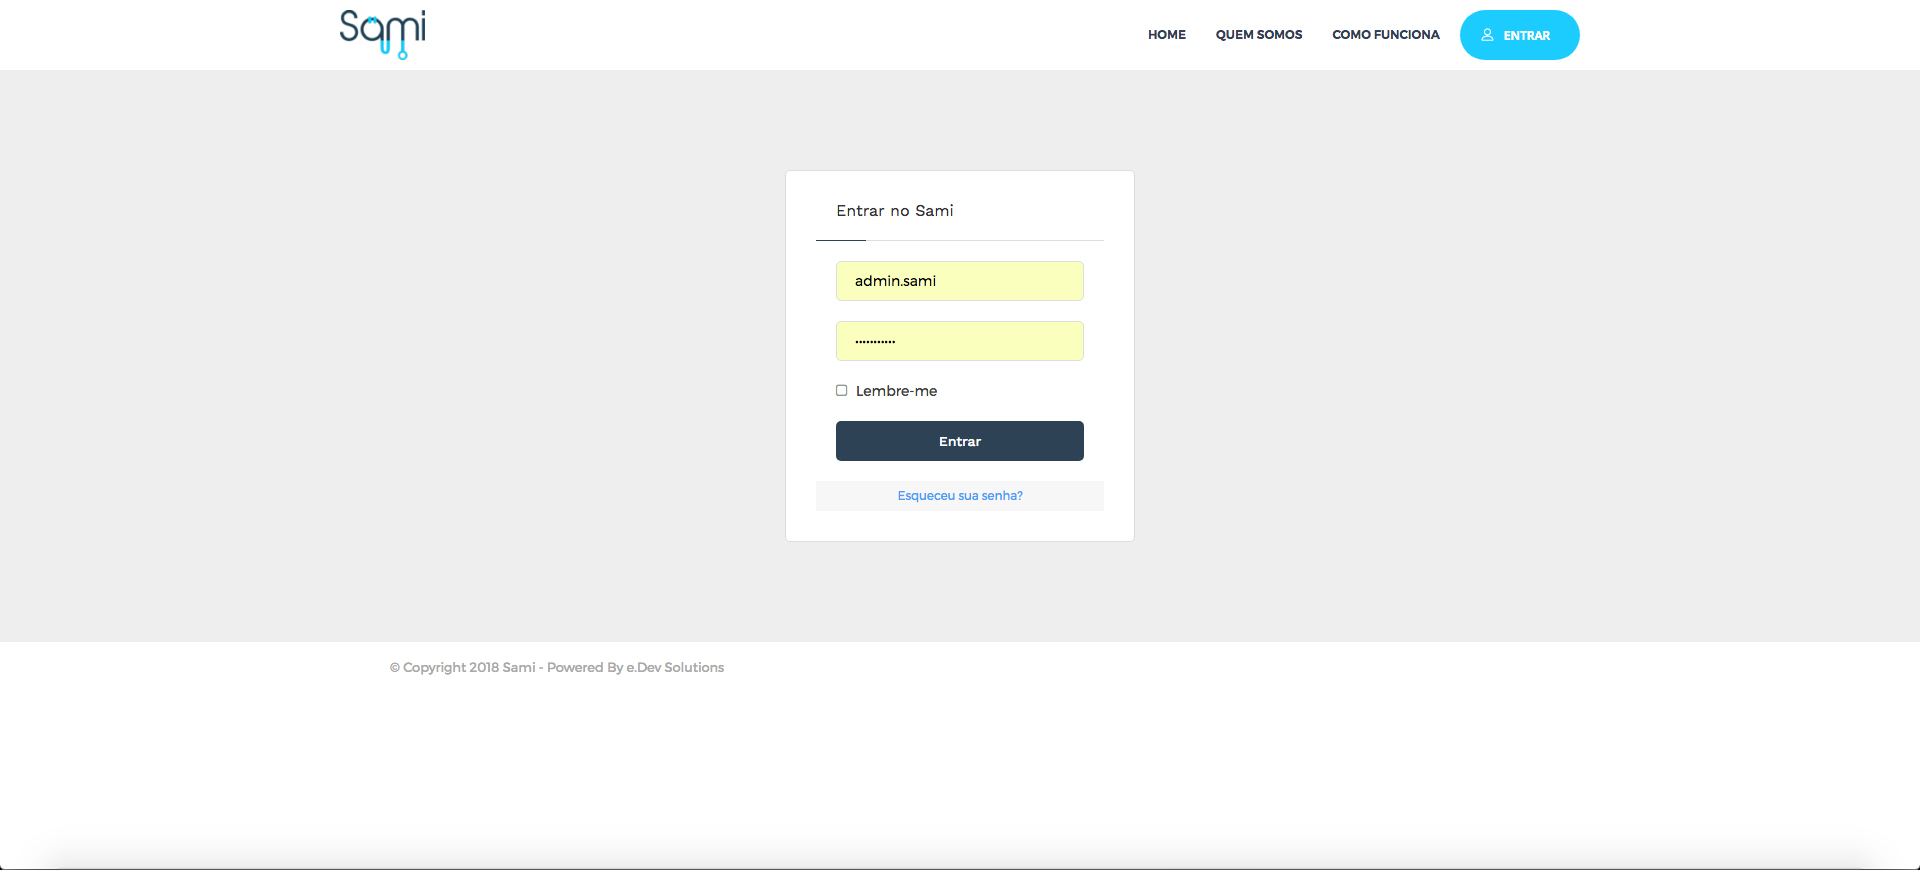 Sami
HOME QUEM SOMOS COMO FUNCIONA ENTRAR
Entrar no Sami
admin.sami
•••••••••••
Lembre-me
Entrar
Esqueceu sua senha?
© Copyright 2018 Sami - Powered By e.Dev Solutions